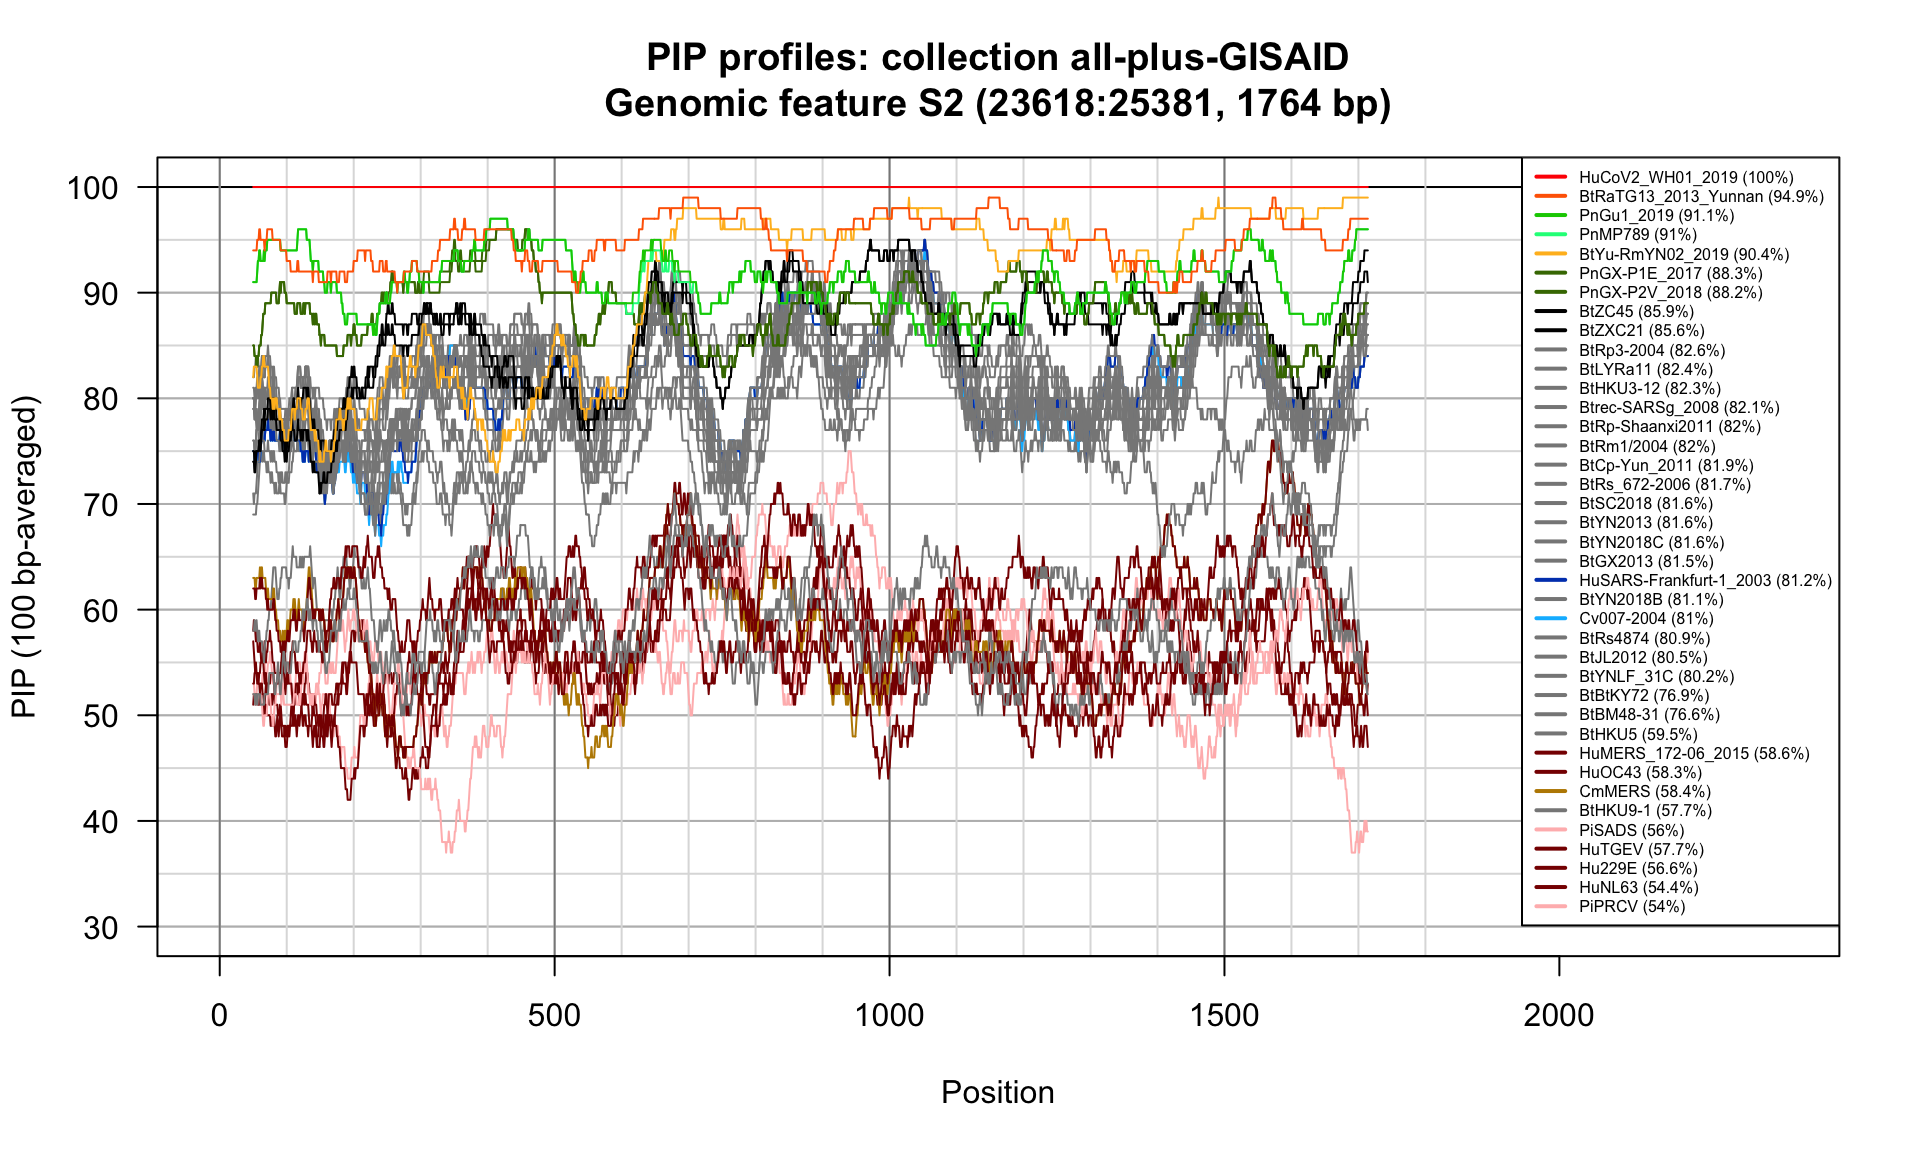 PIP profiles: collection all-plus-GISAID
Genomic feature S2 (23618:25381, 1764 bp)
PIP (100 bp-averaged)
100
90
80
70
60
50
40
30
0
500
1000
1500
2000
Position
HuCoV2_WH01_2019 (100%)
BtRaTG13_2013_Yunnan (94.9%)
PnGu1_2019 (91.1%)
PnMP789 (91%)
BtYu-RmYN02_2019 (90.4%)
PnGX-P1E_2017 (88.3%)
PnGX-P2V_2018 (88.2%)
BtZC45 (85.9%)
BtZXC21 (85.6%)
BtRp3-2004 (82.6%)
BtLYRa11 (82.4%)
BtHKU3-12 (82.3%)
Btrec-SARSg_2008 (82.1%)
BtRp-Shaanxi2011 (82%)
BtRm1/2004 (82%)
BtCp-Yun_2011 (81.9%)
BtRs_672-2006 (81.7%)
BtSC2018 (81.6%)
BtYN2013 (81.6%)
BtYN2018C (81.6%)
BtGX2013 (81.5%)
HuSARS-Frankfurt-1_2003 (81.2%)
BtYN2018B (81.1%)
Cv007-2004 (81%)
BtRs4874 (80.9%)
BtJL2012 (80.5%)
BtYNLF_31C (80.2%)
BtBtKY72 (76.9%)
BtBM48-31 (76.6%)
BtHKU5 (59.5%)
HuMERS_172-06_2015 (58.6%)
HuOC43 (58.3%)
CmMERS (58.4%)
BtHKU9-1 (57.7%)
PiSADS (56%)
HuTGEV (57.7%)
Hu229E (56.6%)
HuNL63 (54.4%)
PiPRCV (54%)